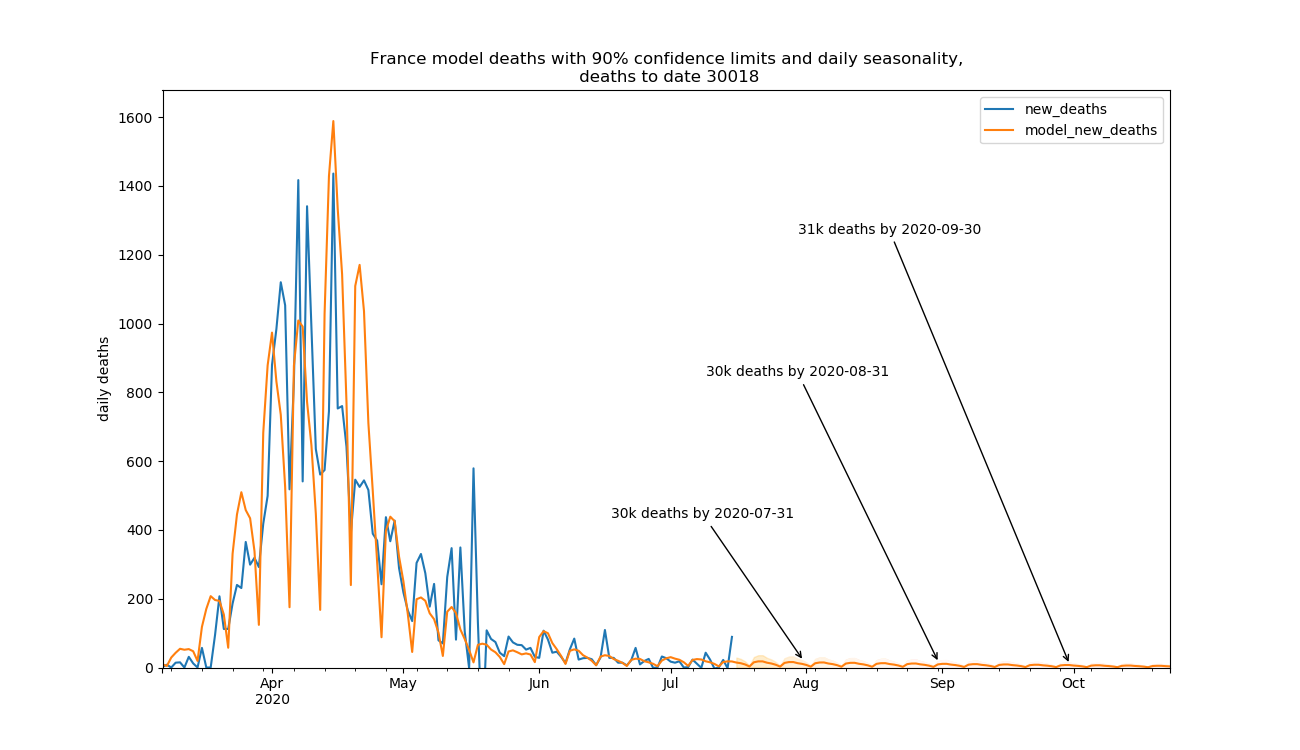 France model deaths with 90% confidence limits and daily seasonality,
deaths to date 30018
new_deaths
model_new_deaths
1600
1400
1200
1000
800
600
400
200
0
daily deaths
31k deaths by 2020-09-30
30k deaths by 2020-08-31
30k deaths by 2020-07-31
Apr
2020
May
Jun
Jul
Aug
Sep
Oct